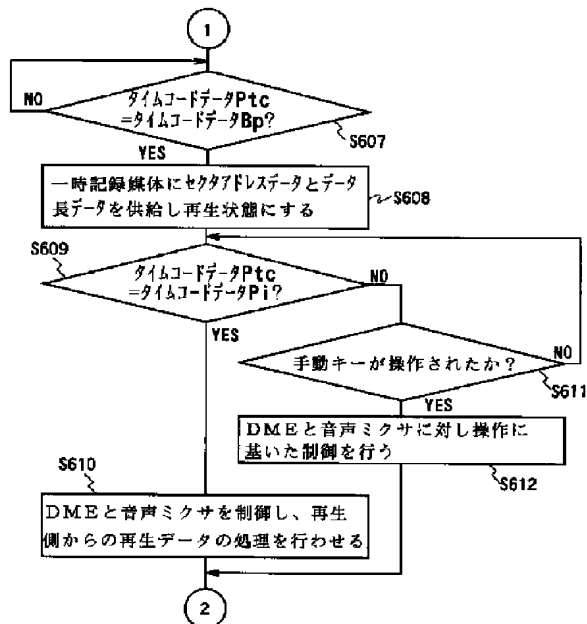 1
タイムコードデータPtc
=タイムコードデータBp?
NO
S607
YES
一時記録媒体にセクタアドレスデータとデータ
長データを供給し再生状態にする
S608
S609
タイムコードデータPtc
=タイムコードデータPi?
NO
YES
手動キーが操作されたか?
NO
S611
YES
DMEと音声ミクサに対し操作に
基いた制御を行う
S612
S610
DMEと音声ミクサを制御し、再生
側からの再生データの処理を行わせる
2